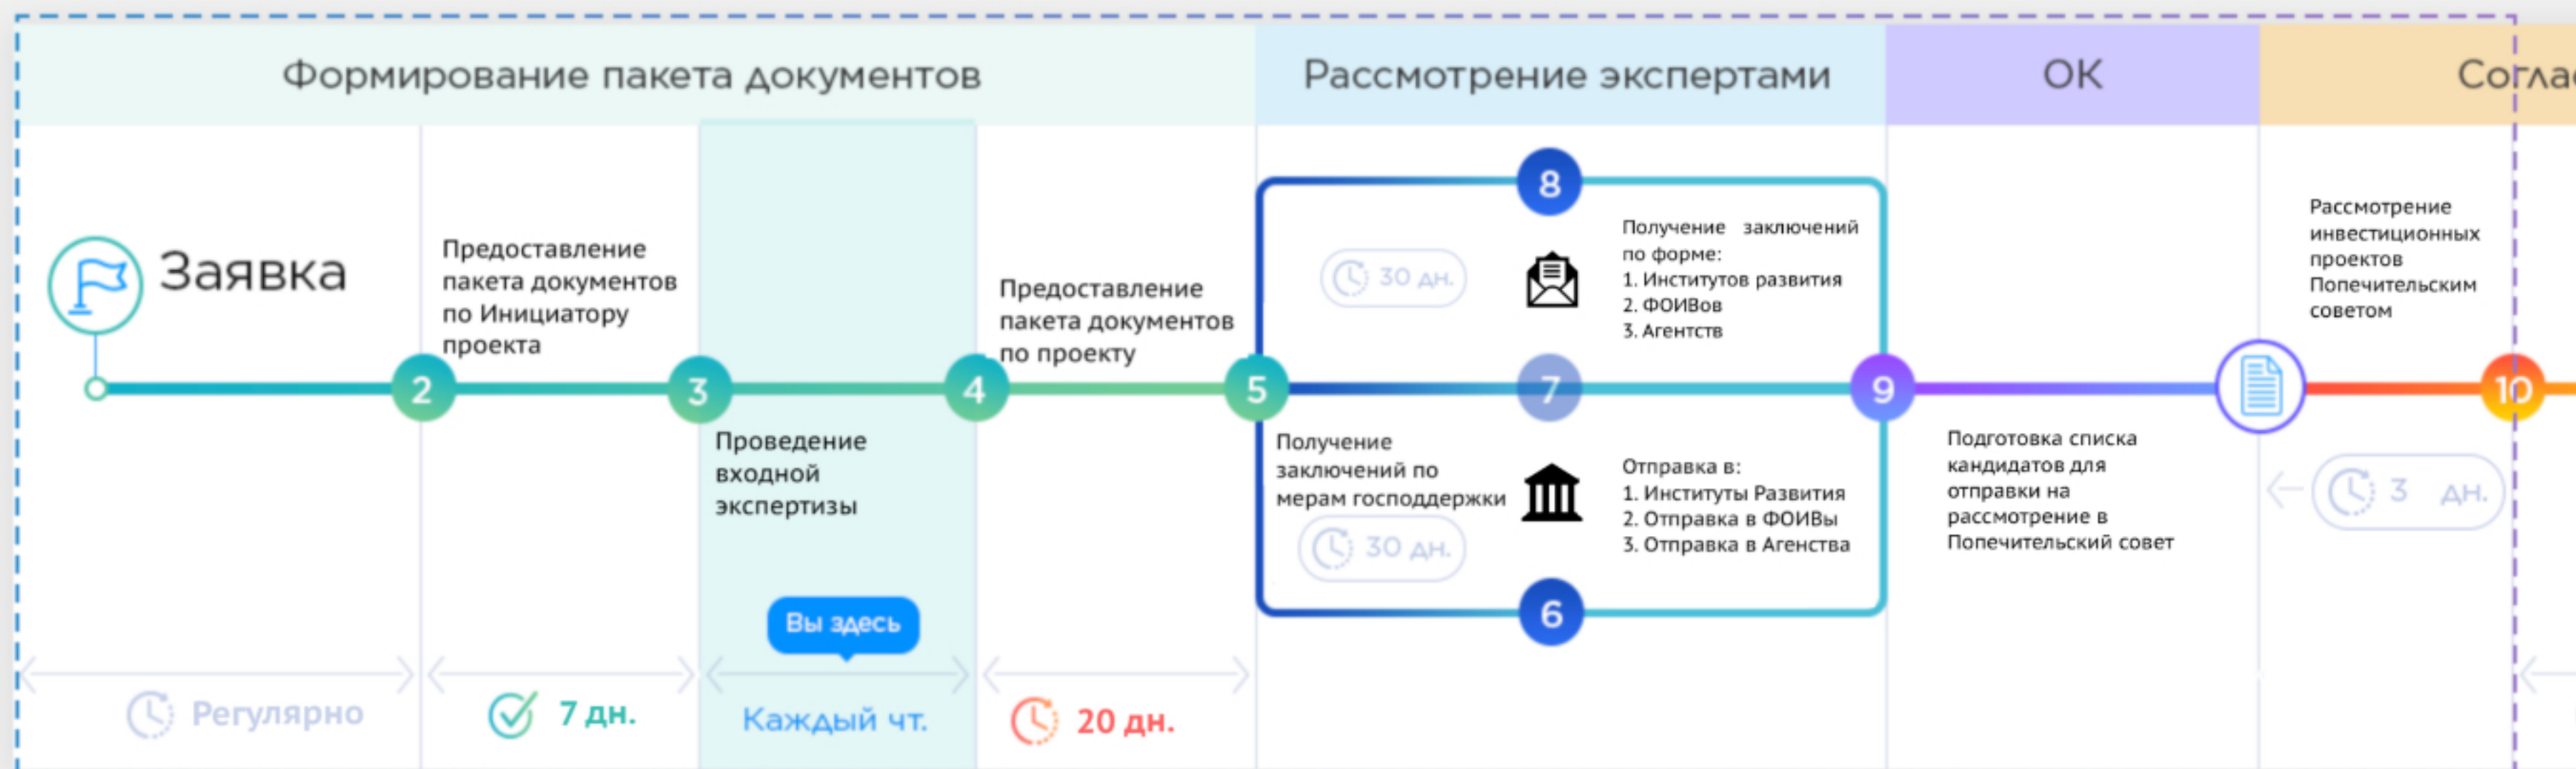 Формирование пакета документов
Рассмотрение экспертами
ОК
Согла
Заявка
Предоставление
пакета документов
по Инициатору
проекта
Проведение
входной
экспертизы
Предоставление
пакета документов
по проекту
2
3
4
5
8
30 дн.
Получение заключений
по форме:
1. Институтов развития
2. ФОИВов
3. Агентств
7
Получение
заключений по
мерам господдержки
30 дн.
Отправка в:
1. Институты Развития
2. Отправка в ФОИВы
3. Отправка в Агенства
6
9
Подготовка списка
кандидатов для
отправки на
рассмотрение в
Попечительский совет
Рассмотрение
инвестиционных
проектов
Попечительским
советом
10
3 дн.
Вы здесь
Регулярно
7 дн.
Каждый чт.
20 дн.